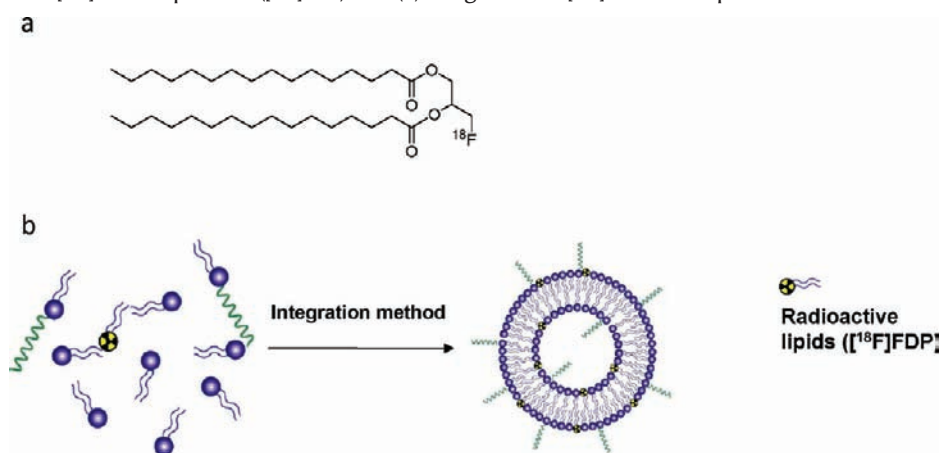 a
O
O
O
O
¹⁸F
b
Integration method
Radioactive
lipids ([¹⁸F]FDP)